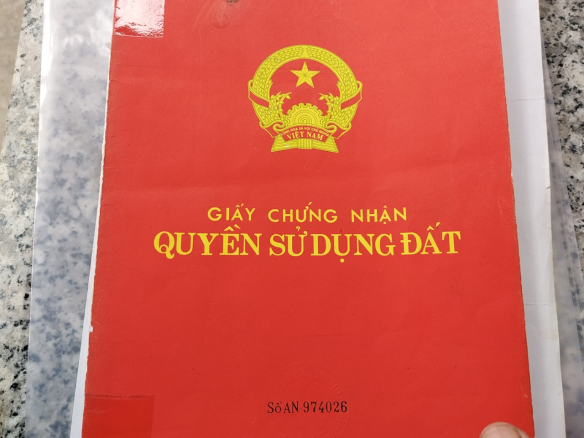 VIỆT NAM
GIẤY CHỨNG NHẬN
QUYỀN SỬ DỤNG ĐẤT
Số AN 974026